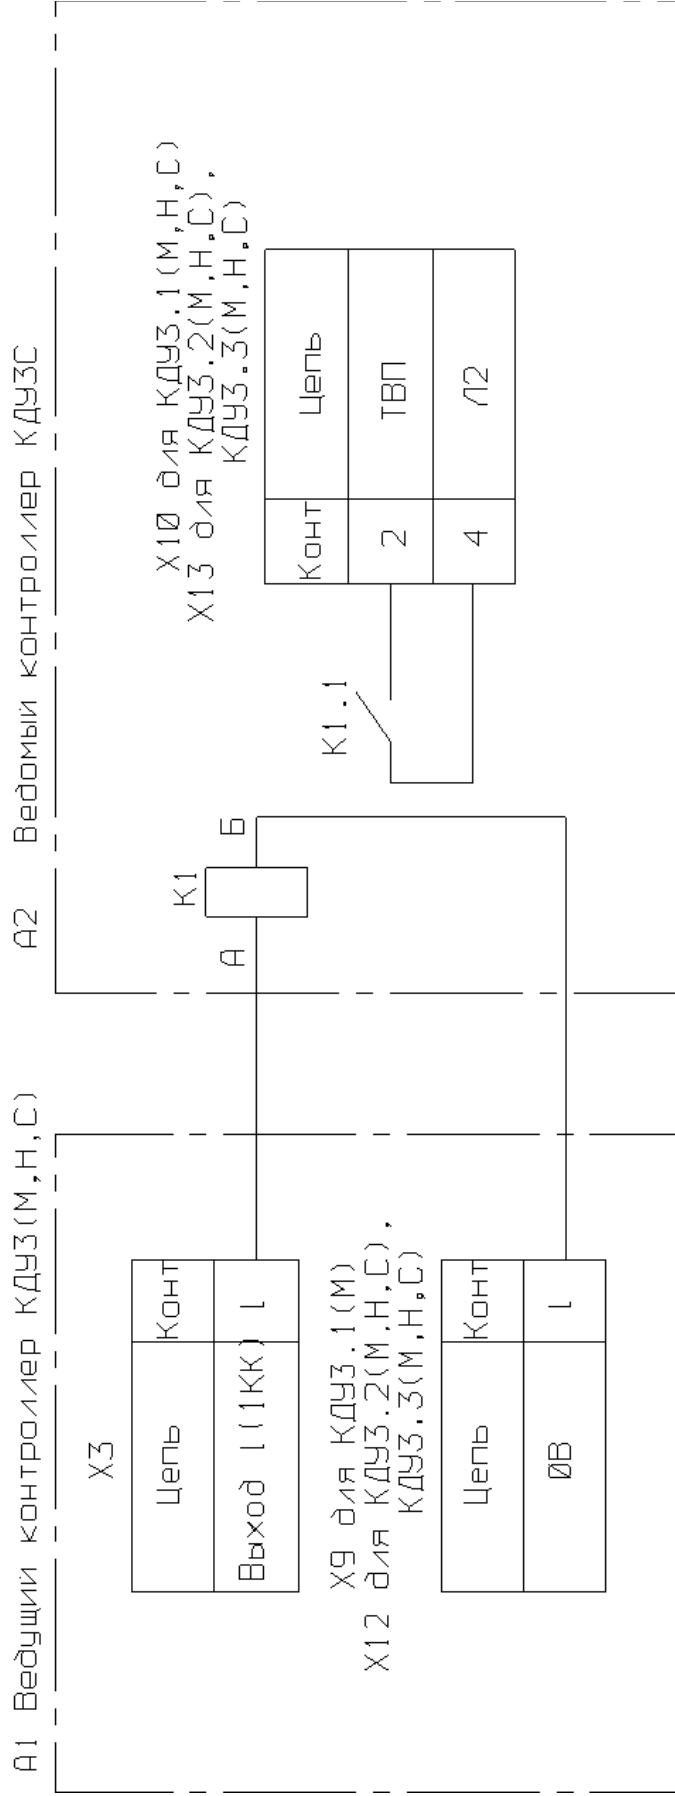 А1 Ведущий контроллер КДУЗ(М,Н,С)
Х3
Цепь
Конт
Выход 1(1КК)
1
Х9 для КДУЗ.1(М)
Х12 для КДУЗ.2(М,Н,С),
КДУЗ.3(М,Н,С)
Цепь
Конт
0В
1
А2 Ведомый контроллер КДУЗС
К1
А
Б
К1.1
Х10 для КДУЗ.1(М,Н,С)
Х13 для КДУЗ.2(М,Н,С),
КДУЗ.3(М,Н,С)
Конт
Цепь
2
ТВП
4
Л2